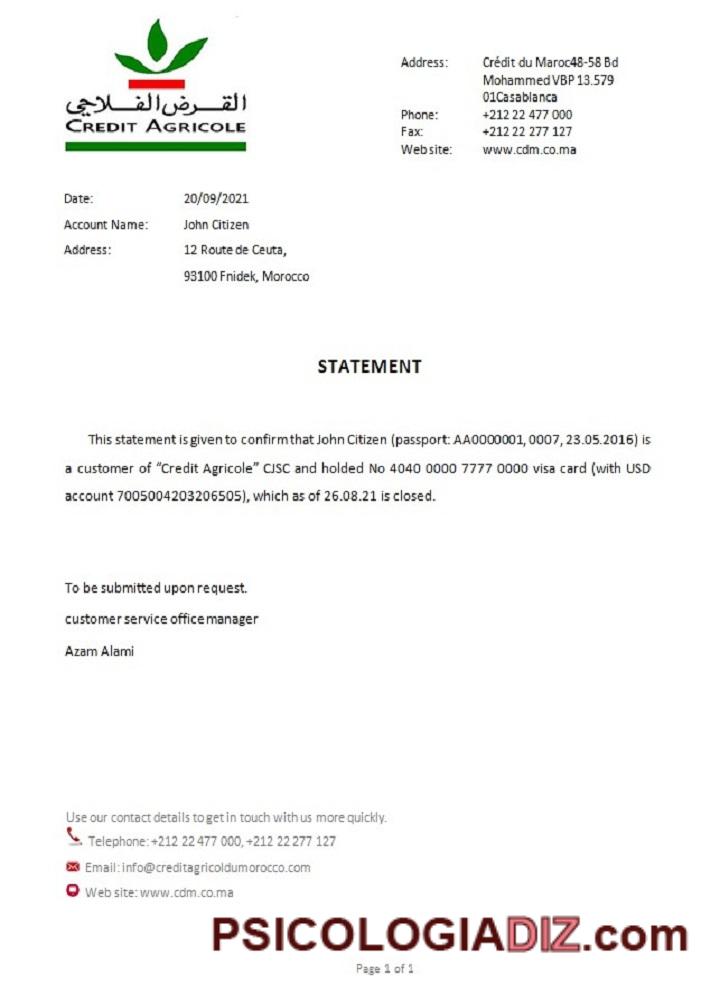 القرض الفلاحي
CREDIT AGRICOLE
Address: Crédit du Maroc48-58 Bd
Mohammed VBP 13.579
01Casablanca
Phone: +212 22 477 000
Fax: +212 22 277 127
Website: www.cdm.co.ma
Date: 20/09/2021
Account Name: John Citizen
Address: 12 Route de Ceuta,
93100 Fnidek, Morocco
STATEMENT
This statement is given to confirm that John Citizen (passport: AA0000001, 0007, 23.05.2016) is
a customer of “Credit Agricole” CJSC and holded No 4040 0000 7777 0000 visa card (with USD
account 7005004203206505), which as of 26.08.21 is closed.
To be submitted upon request.
customer service office manager
Azam Alami
Use our contact details to get in touch with us more quickly.
Telephone: +212 22 477 000, +212 22 277 127
Email: info@creditagricoldumorocco.com
Web site: www.cdm.co.ma
PSICOLOGIADIZ.com
Page 1 of 1